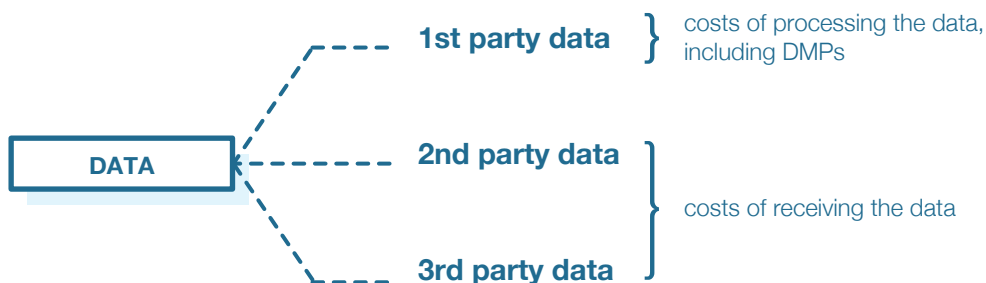 1st party data
costs of processing the data,
including DMPs
DATA
2nd party data
costs of receiving the data
3rd party data